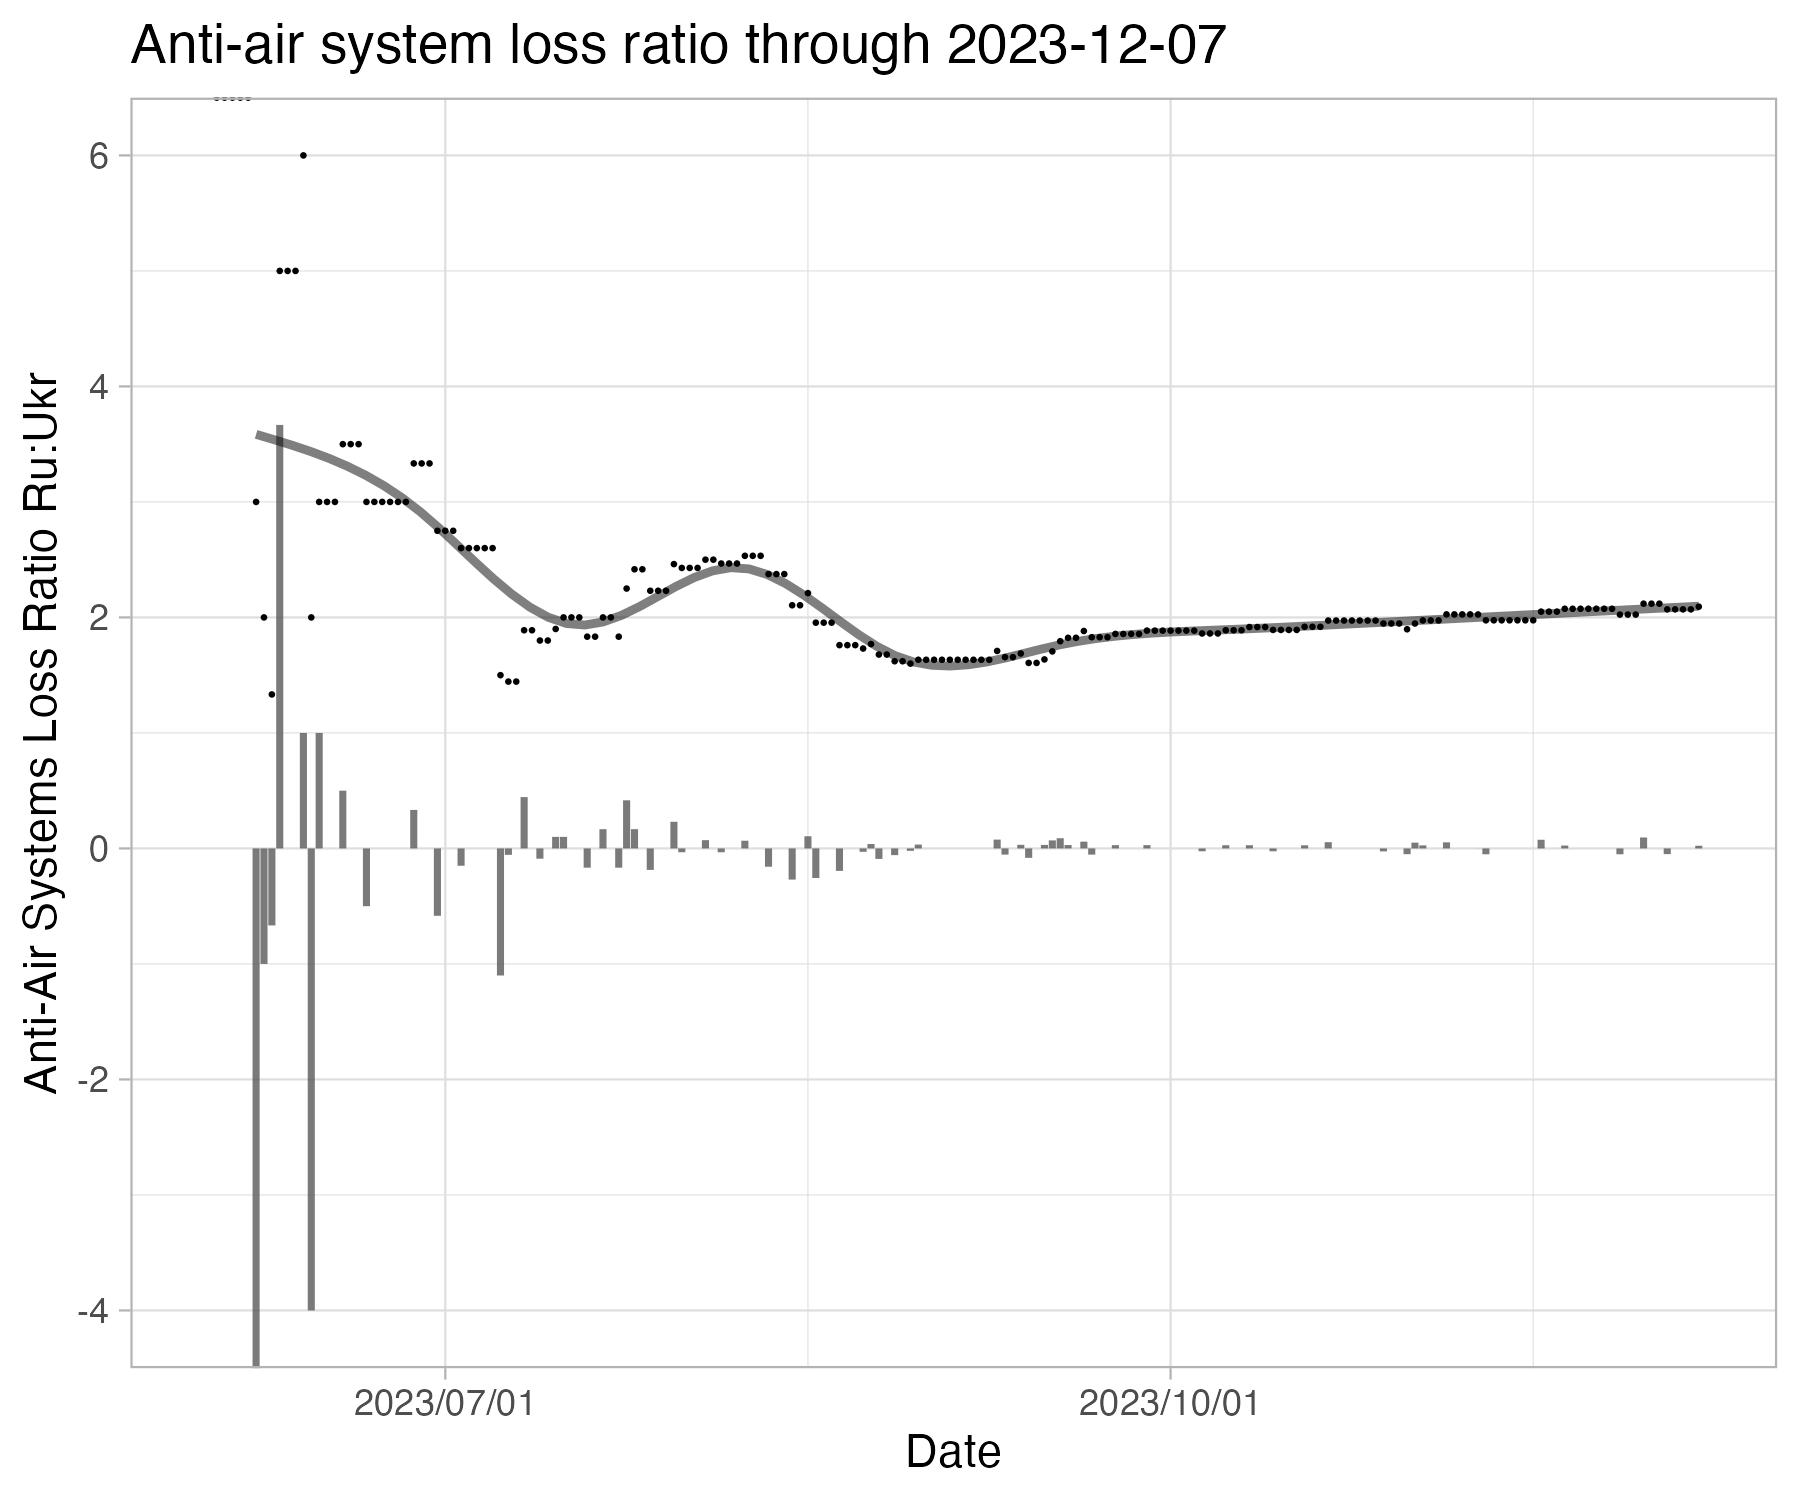 Anti-air system loss ratio through 2023-12-07
Anti-Air Systems Loss Ratio Ru:Ukr
6
4
2
0
-2
-4
2023/07/01
2023/10/01
Date